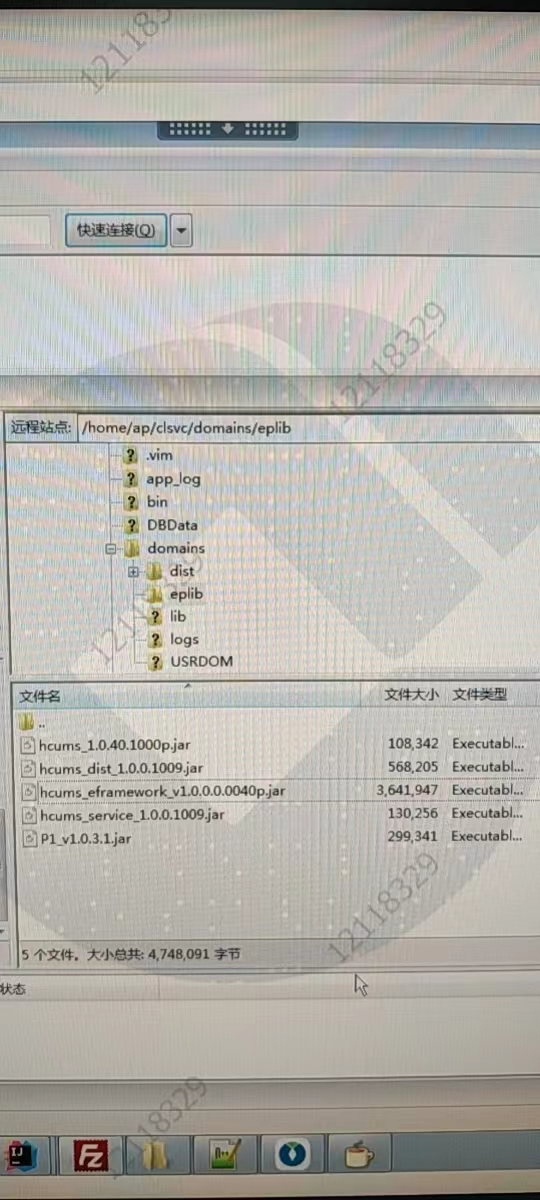 121183
快速连接(Q)
12118329
远程站点: /home/ap/clsvc/domains/eplib
.vim
app_log
bin
DBData
domains
dist
eplib
lib
logs
USRDOM
文件名 文件大小 文件类型
..
hcums_1.0.40.1000p.jar 108,342 Executabl...
hcums_dist_1.0.0.1009.jar 568,205 Executabl...
hcums_eframework_v1.0.0.0.0040p.jar 3,641,947 Executabl...
hcums_service_1.0.0.1009.jar 130,256 Executabl...
P1_v1.0.3.1.jar 299,341 Executabl...
12118329
5 个文件。大小总共: 4,748,091 字节
状态
12118329
IJ
Fz